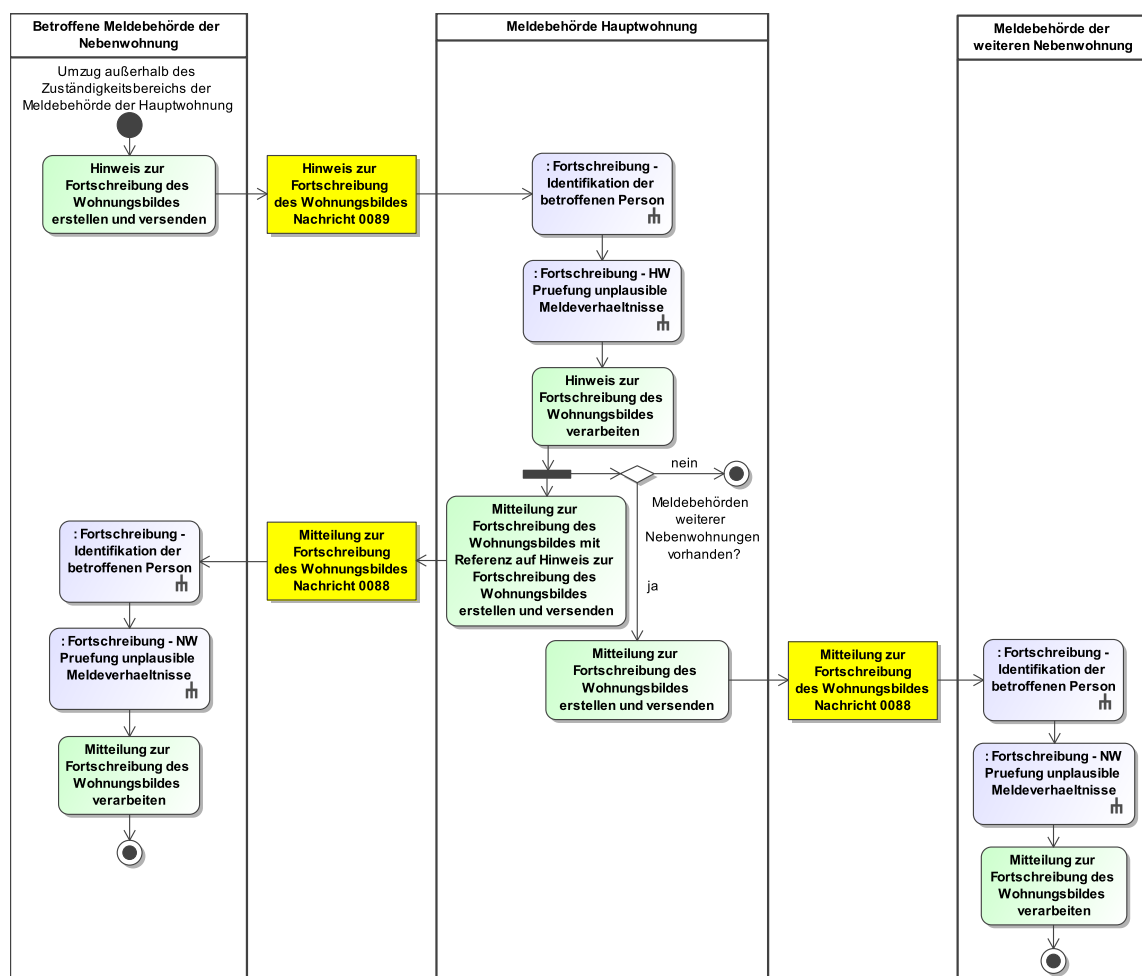 Betroffene Meldebehörde der
Nebenwohnung
Meldebehörde Hauptwohnung
Meldebehörde der
weiteren Nebenwohnung
Umzug außerhalb des
Zuständigkeitsbereichs der
Meldebehörde der Hauptwohnung
Hinweis zur
Fortschreibung des
Wohnungsbildes
erstellen und versenden
Hinweis zur
Fortschreibung
des Wohnungsbildes
Nachricht 0089
: Fortschreibung -
Identifikation der
betroffenen Person
: Fortschreibung - HW
Pruefung unplausible
Meldeverhaeltnisse
Hinweis zur
Fortschreibung des
Wohnungsbildes
verarbeiten
nein
Meldebehörden
weiterer
Nebenwohnungen
vorhanden?
ja
Mitteilung zur
Fortschreibung des
Wohnungsbildes mit
Referenz auf Hinweis zur
Fortschreibung des
Wohnungsbildes
erstellen und versenden
Mitteilung zur
Fortschreibung
des Wohnungsbildes
Nachricht 0088
: Fortschreibung -
Identifikation der
betroffenen Person
: Fortschreibung - NW
Pruefung unplausible
Meldeverhaeltnisse
Mitteilung zur
Fortschreibung des
Wohnungsbildes
verarbeiten
Mitteilung zur
Fortschreibung des
Wohnungsbildes
erstellen und versenden
Mitteilung zur
Fortschreibung
des Wohnungsbildes
Nachricht 0088
: Fortschreibung -
Identifikation der
betroffenen Person
: Fortschreibung - NW
Pruefung unplausible
Meldeverhaeltnisse
Mitteilung zur
Fortschreibung des
Wohnungsbildes
verarbeiten